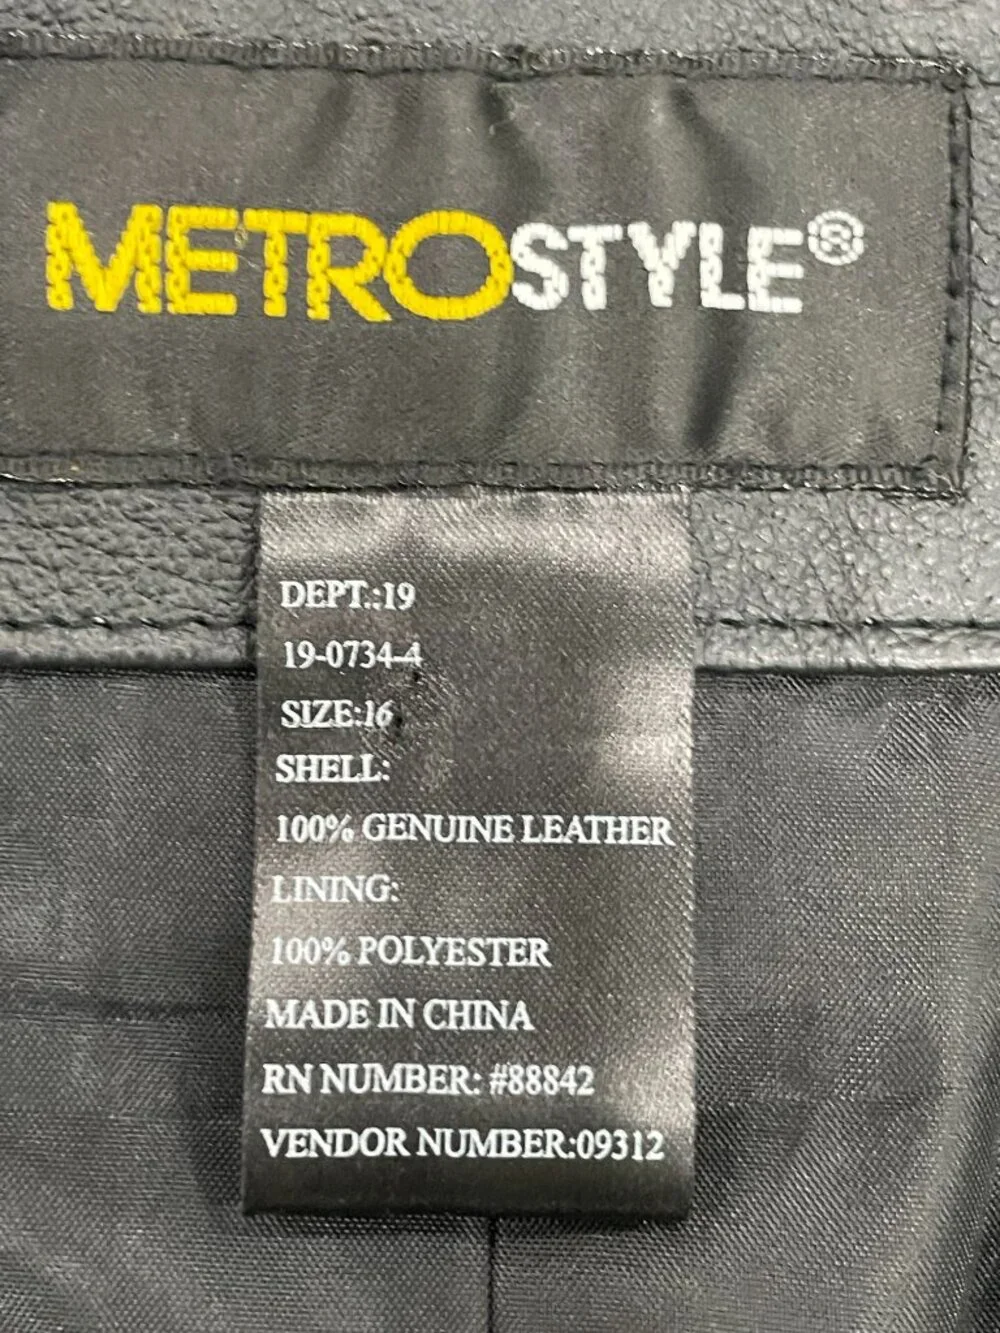 METROSTYLE®
DEPT.:19
19-0734-4
SIZE:16
SHELL:
100% GENUINE LEATHER
LINING:
100% POLYESTER
MADE IN CHINA
RN NUMBER: #88842
VENDOR NUMBER:09312